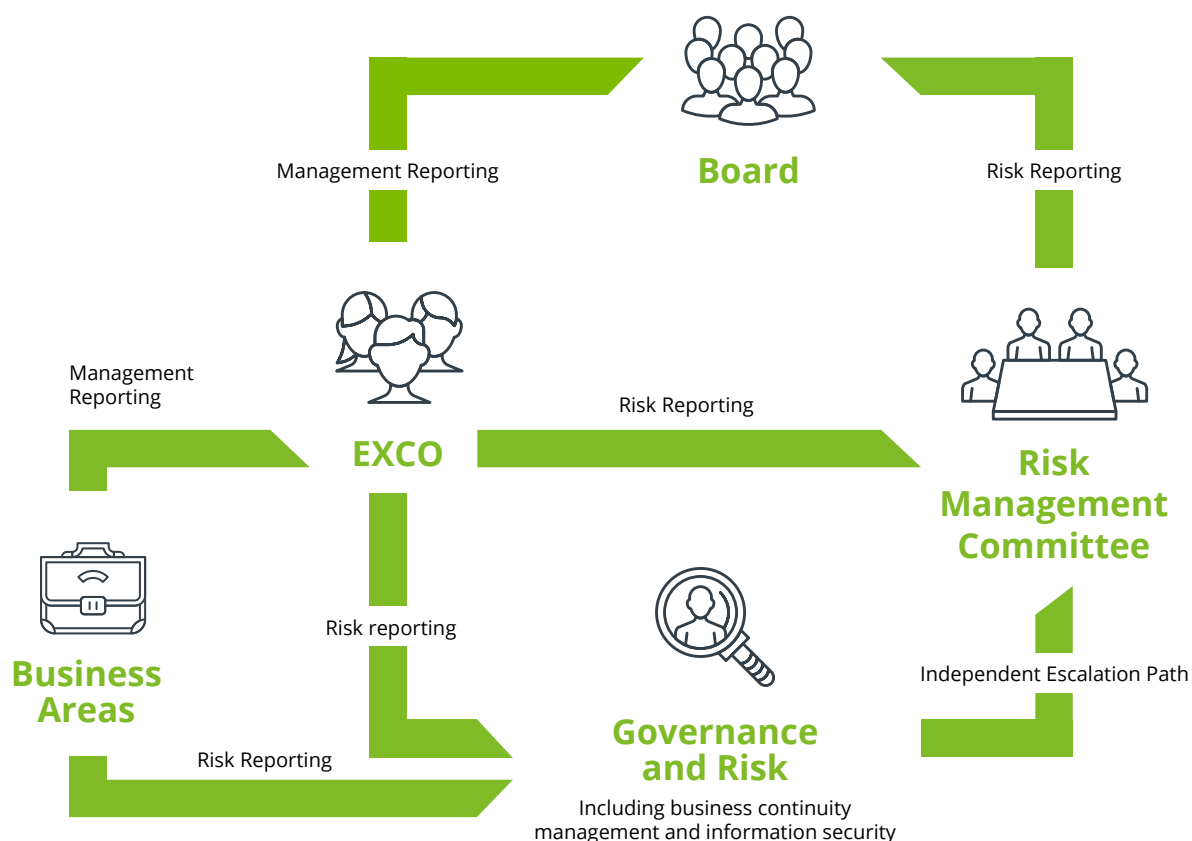 Board
Management Reporting
Risk Reporting
Management
Reporting
Risk Reporting
EXCO
Risk
Management
Committee
Risk reporting
Business
Areas
Independent Escalation Path
Governance
and Risk
Risk Reporting
Including business continuity
management and information security